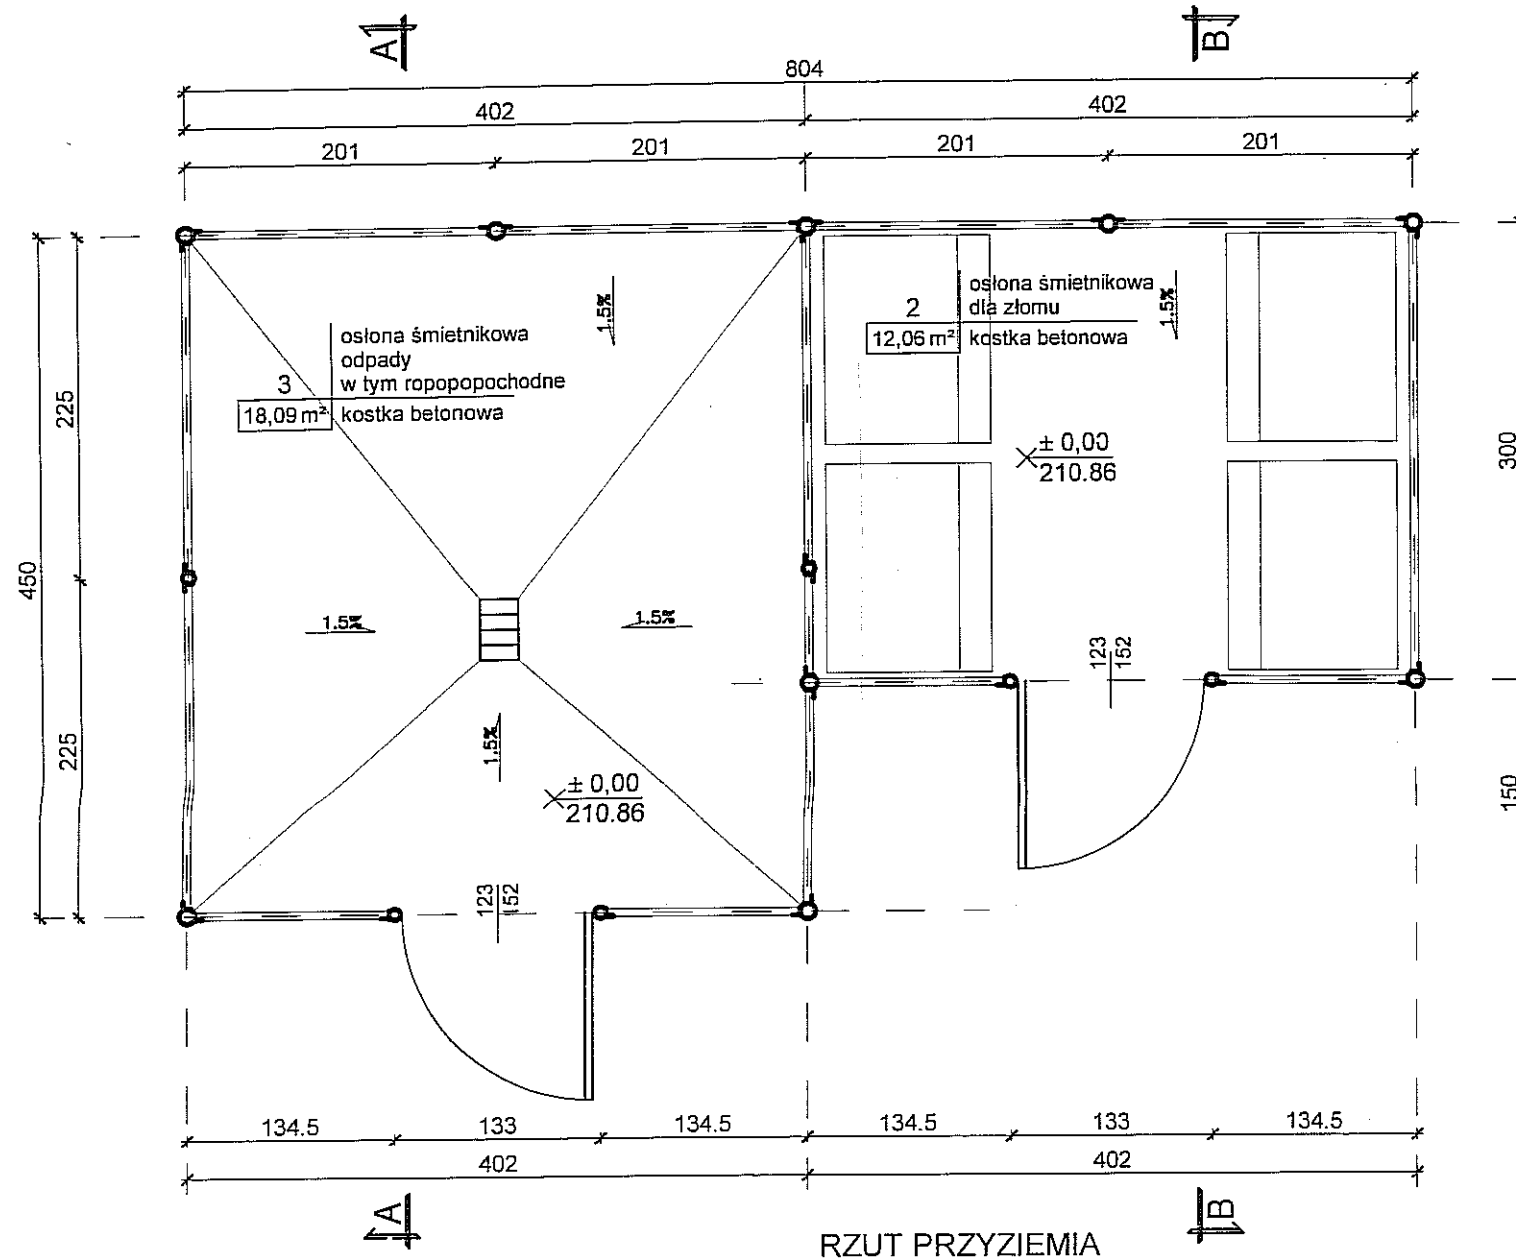 A
B
804
402
402
201
201
201
201
osłona śmietnikowa
odpady
w tym ropopopochodne
3
18,09 m²
kostka betonowa
1.5%
osłona śmietnikowa
dla złomu
2
12,06 m²
kostka betonowa
1.5%
± 0,00
210.86
450
225
225
300
150
1.5%
1.5%
1.5%
± 0,00
210.86
123
152
123
152
134.5
133
134.5
134.5
133
134.5
402
402
A
B
RZUT PRZYZIEMIA